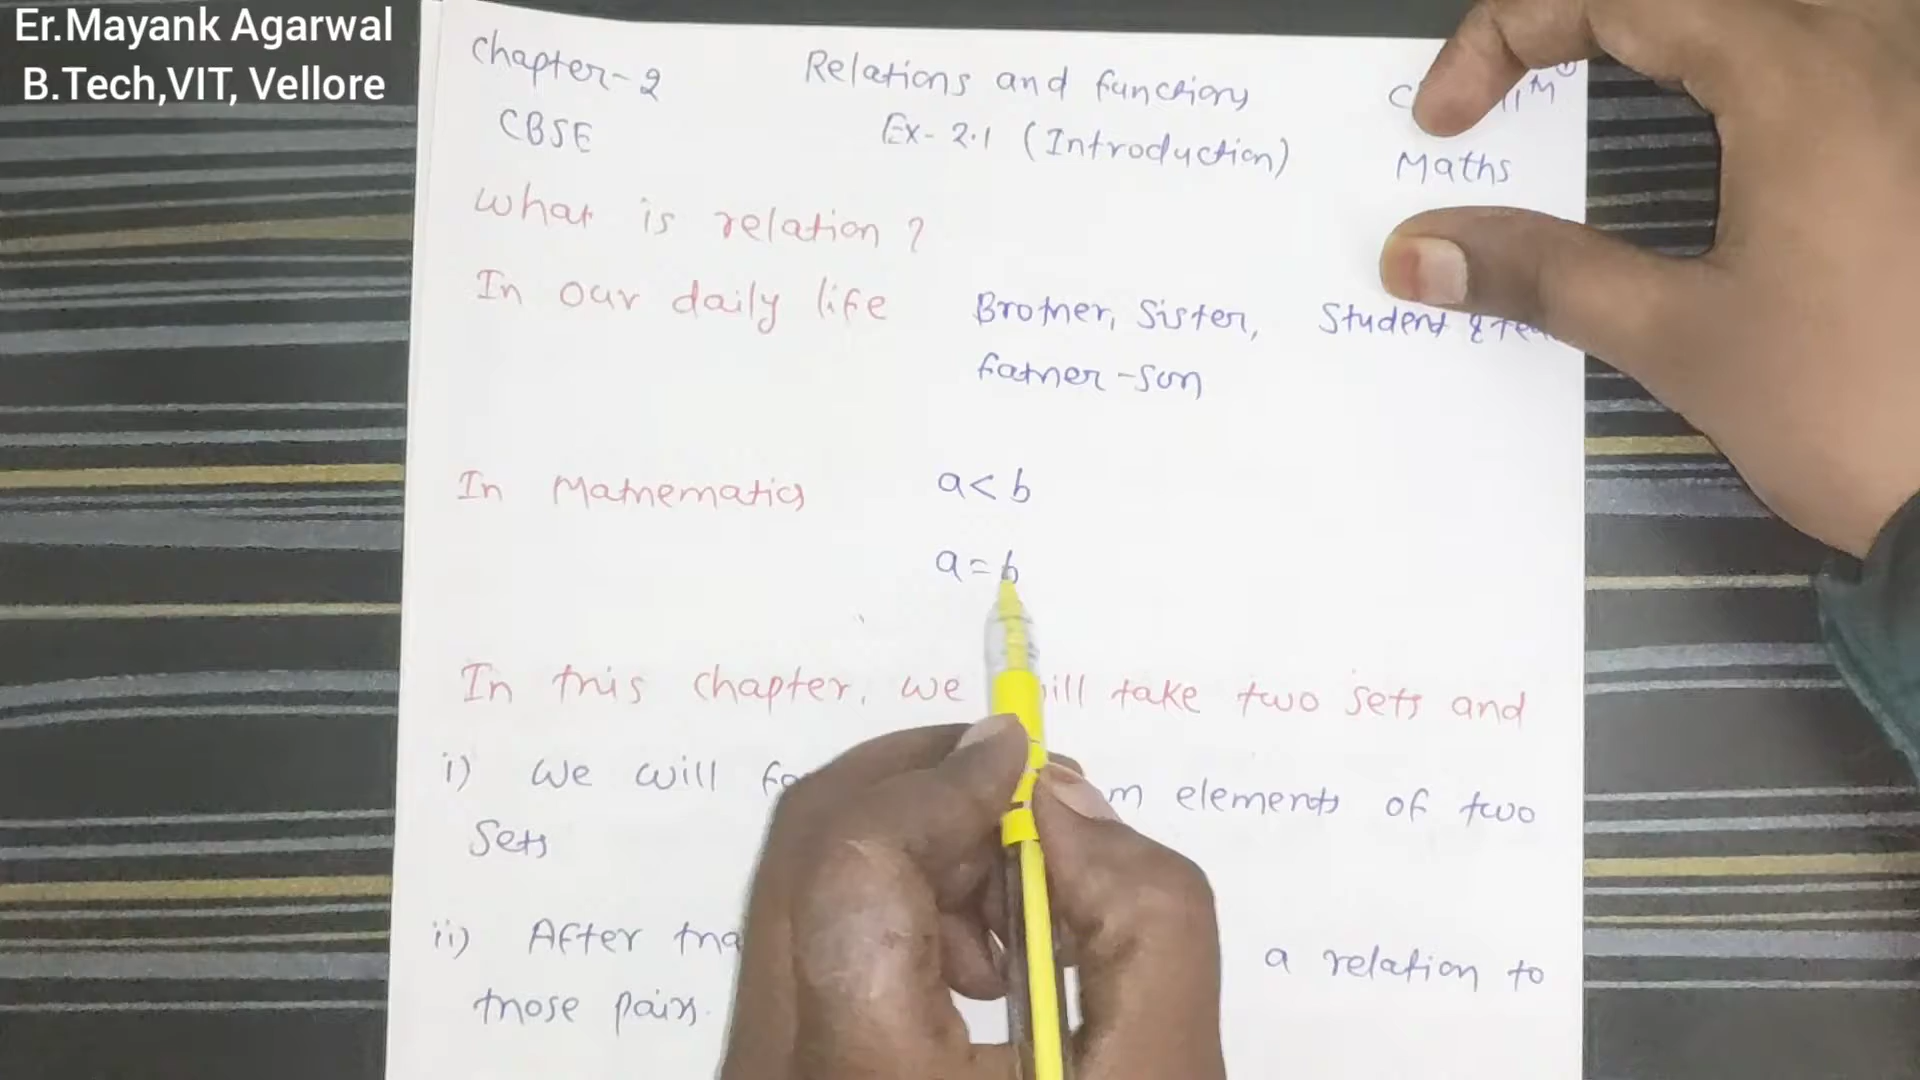 Er.Mayank Agarwal
B.Tech,VIT, Vellore
Chapter-2 Relations and functions 11th
CBSE Ex-2.1 (Introduction) Maths
What is relation ?
In our daily life Brother, Sister, Student &
father-son
In Mathematics a < b
a = b
In this chapter, we will take two sets and
i) We will elements of two
Sets
ii) After a relation to
those pairs.